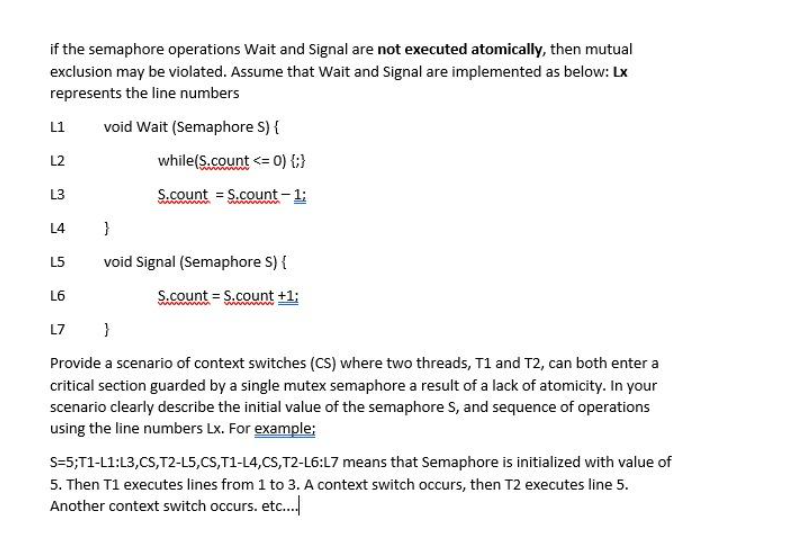 if the semaphore operations Wait and Signal are not executed atomically, then mutual
exclusion may be violated. Assume that Wait and Signal are implemented as below: Lx
represents the line numbers
L1 void Wait (Semaphore S) {
L2 while(S.count <= 0) {;}
L3 S.count = S.count – 1;
L4 }
L5 void Signal (Semaphore S) {
L6 S.count = S.count +1;
L7 }
Provide a scenario of context switches (CS) where two threads, T1 and T2, can both enter a
critical section guarded by a single mutex semaphore a result of a lack of atomicity. In your
scenario clearly describe the initial value of the semaphore S, and sequence of operations
using the line numbers Lx. For example;
S=5;T1-L1:L3,CS,T2-L5,CS,T1-L4,CS,T2-L6:L7 means that Semaphore is initialized with value of
5. Then T1 executes lines from 1 to 3. A context switch occurs, then T2 executes line 5.
Another context switch occurs. etc....